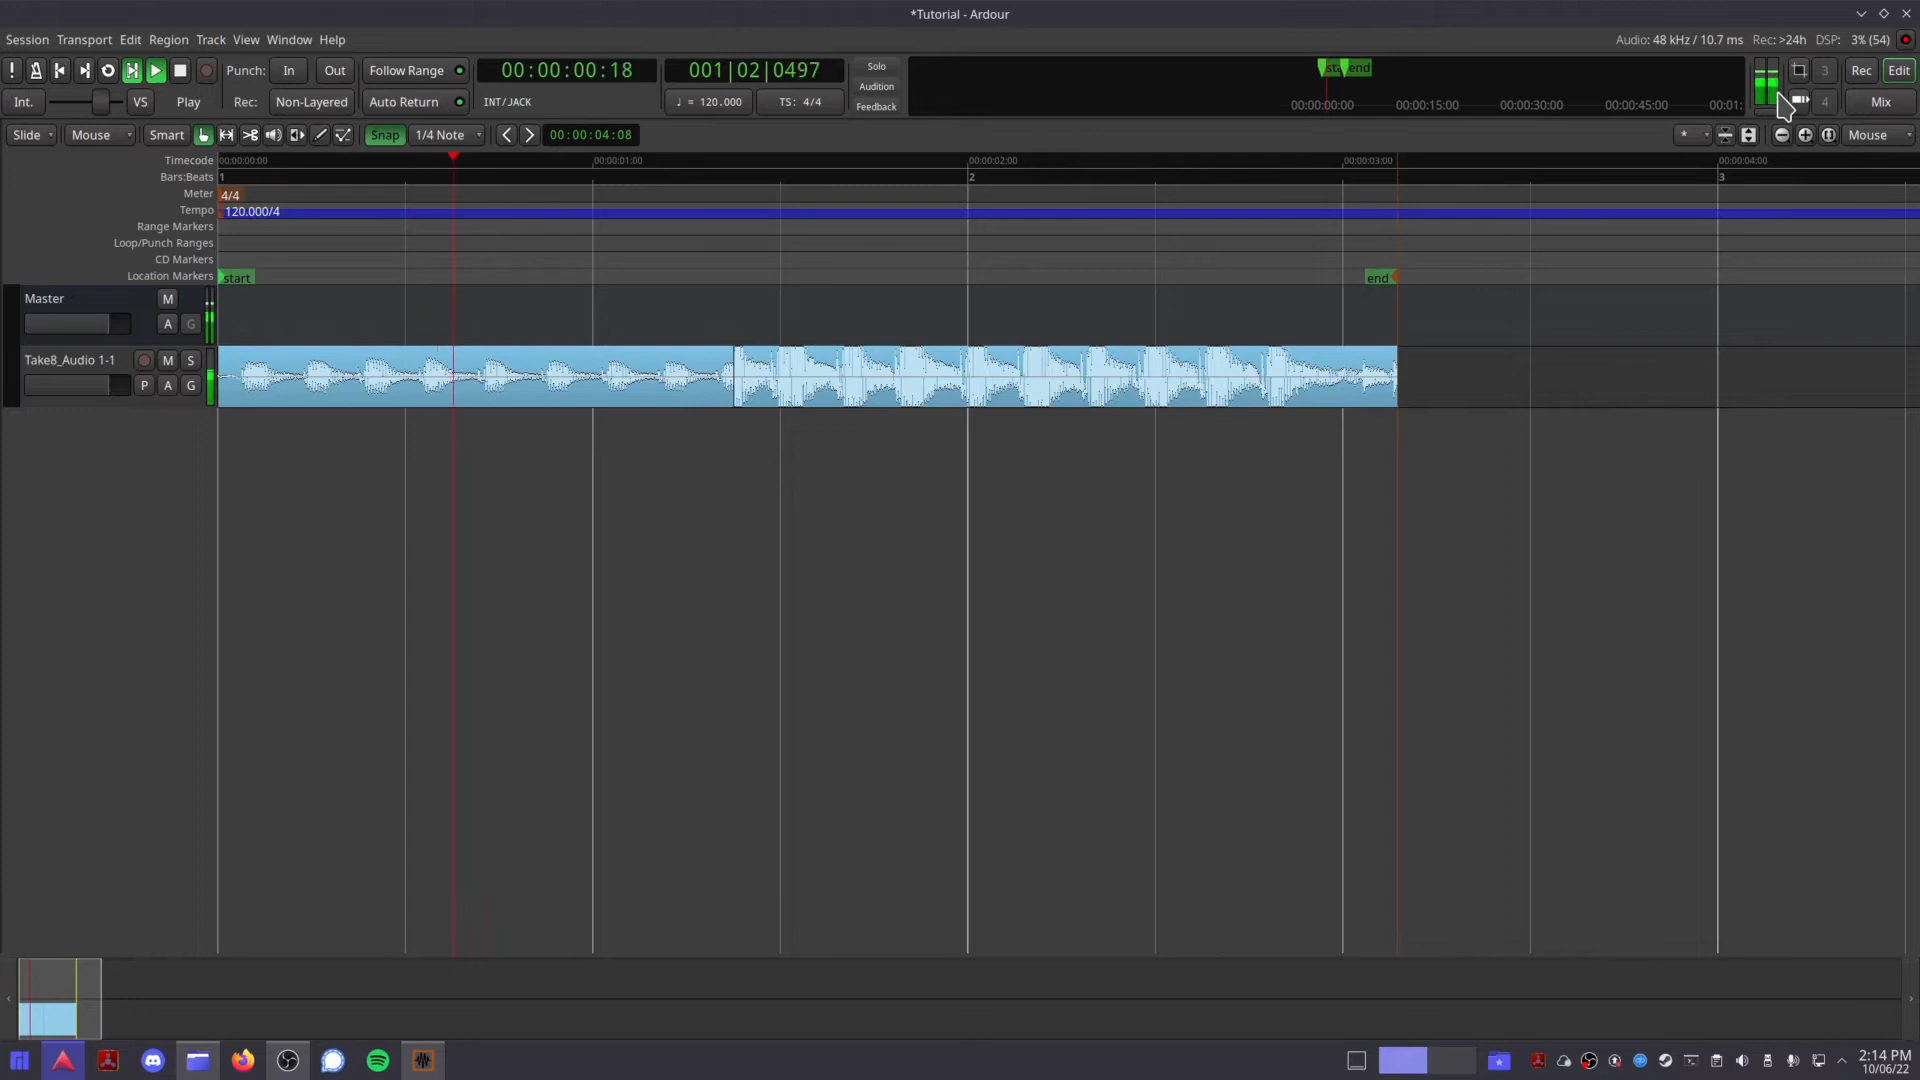 *Tutorial - Ardour
Session Transport Edit Region Track View Window Help
Audio: 48 kHz / 10.7 ms Rec: >24h DSP: 3% (54)
Punch: In Out Follow Range 00:00:00:18 001|02|0497 Solo
Audition
Feedback
end
00:00:00:00 00:00:15:00 00:00:30:00 00:00:45:00 00:01:
3 Rec Edit
Int. VS Play Rec: Non-Layered Auto Return INT/JACK ♩ = 120.000 TS: 4/4
4 Mix
Slide Mouse Smart Snap 1/4 Note 00:00:04:08 * Mouse
Timecode 00:00:00:00 00:00:01:00 00:00:02:00 00:00:03:00 00:00:04:00
Bars:Beats 1 2 3
Meter 4/4
Tempo 120.000/4
Range Markers
Loop/Punch Ranges
CD Markers
Location Markers start end
Master M
A G
Take8_Audio 1-1 M S
P A G
2:14 PM
10/06/22